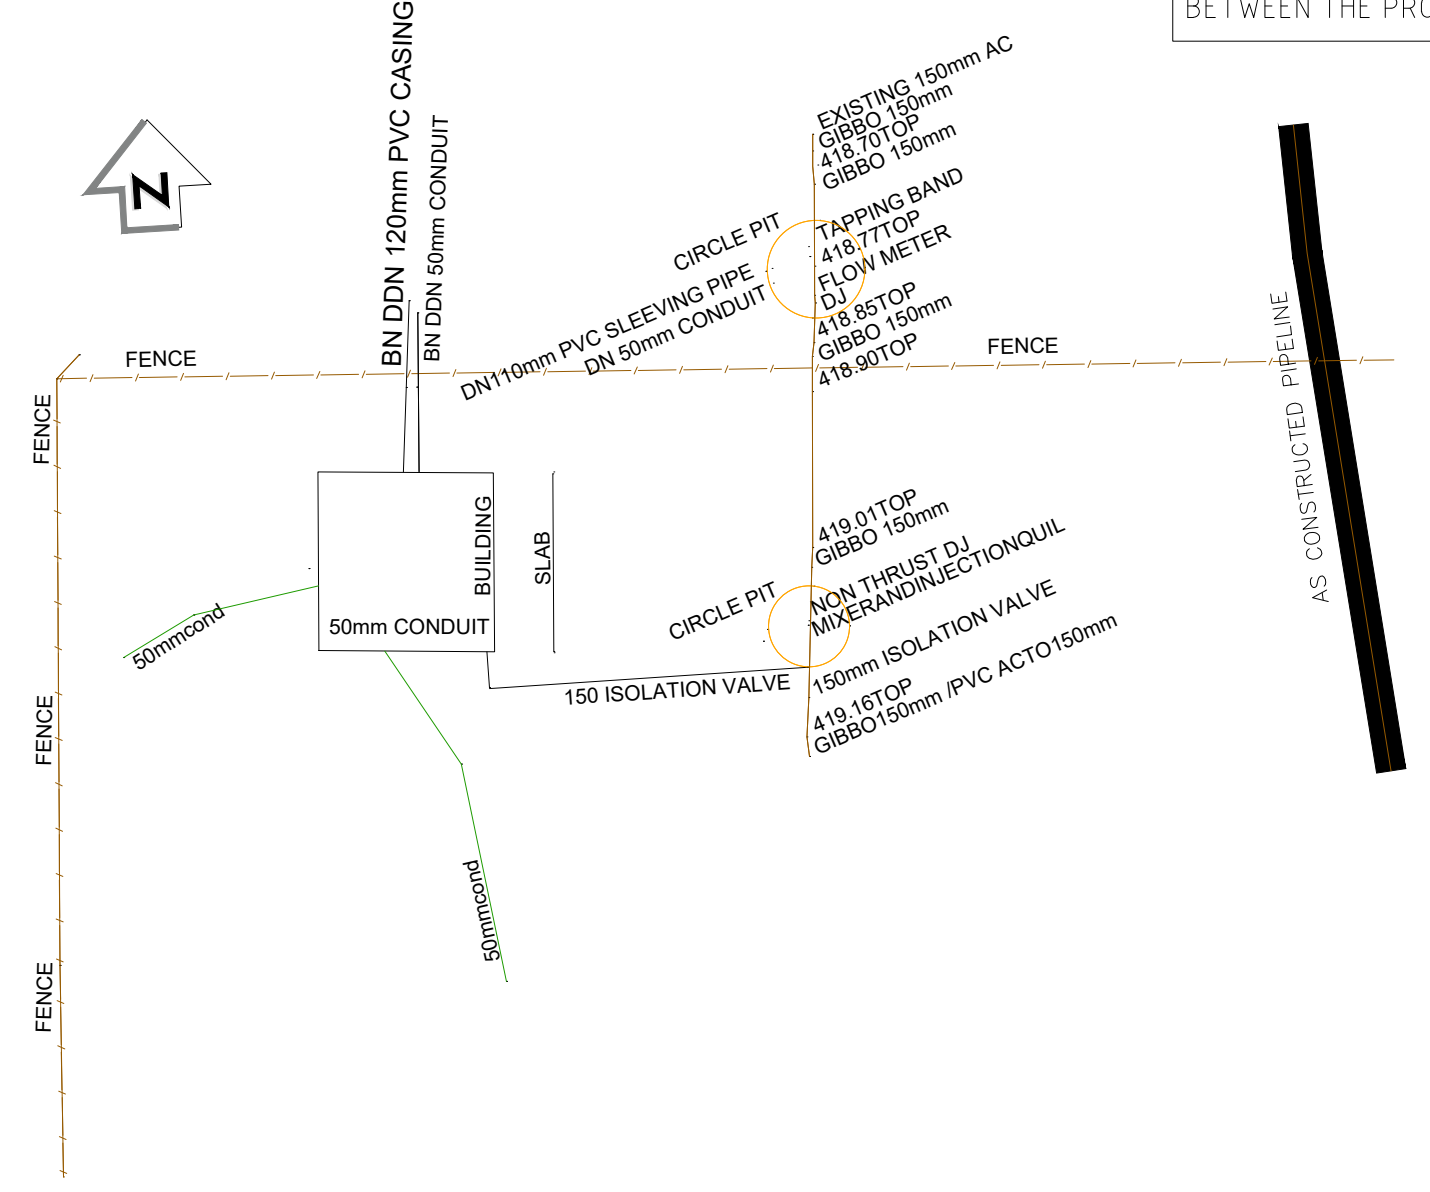 BETWEEN THE PRO
EXISTING 150mm AC
GIBBO 150mm
418.70TOP
GIBBO 150mm
N
BN DDN 120mm PVC CASING
BN DDN 50mm CONDUIT
CIRCLE PIT
TAPPING BAND
418.77TOP
FLOW METER
DJ
DN110mm PVC SLEEVING PIPE
DN 50mm CONDUIT
418.85TOP
GIBBO 150mm
418.90TOP
FENCE
FENCE
FENCE
AS CONSTRUCTED PIPELINE
BUILDING
SLAB
50mm CONDUIT
50mmcond
419.01TOP
GIBBO 150mm
CIRCLE PIT
NON THRUST DJ
MIXERANDINJECTIONQUIL
150mm ISOLATION VALVE
150 ISOLATION VALVE
419.16TOP
GIBBO150mm /PVC ACTO150mm
FENCE
50mmcond
FENCE